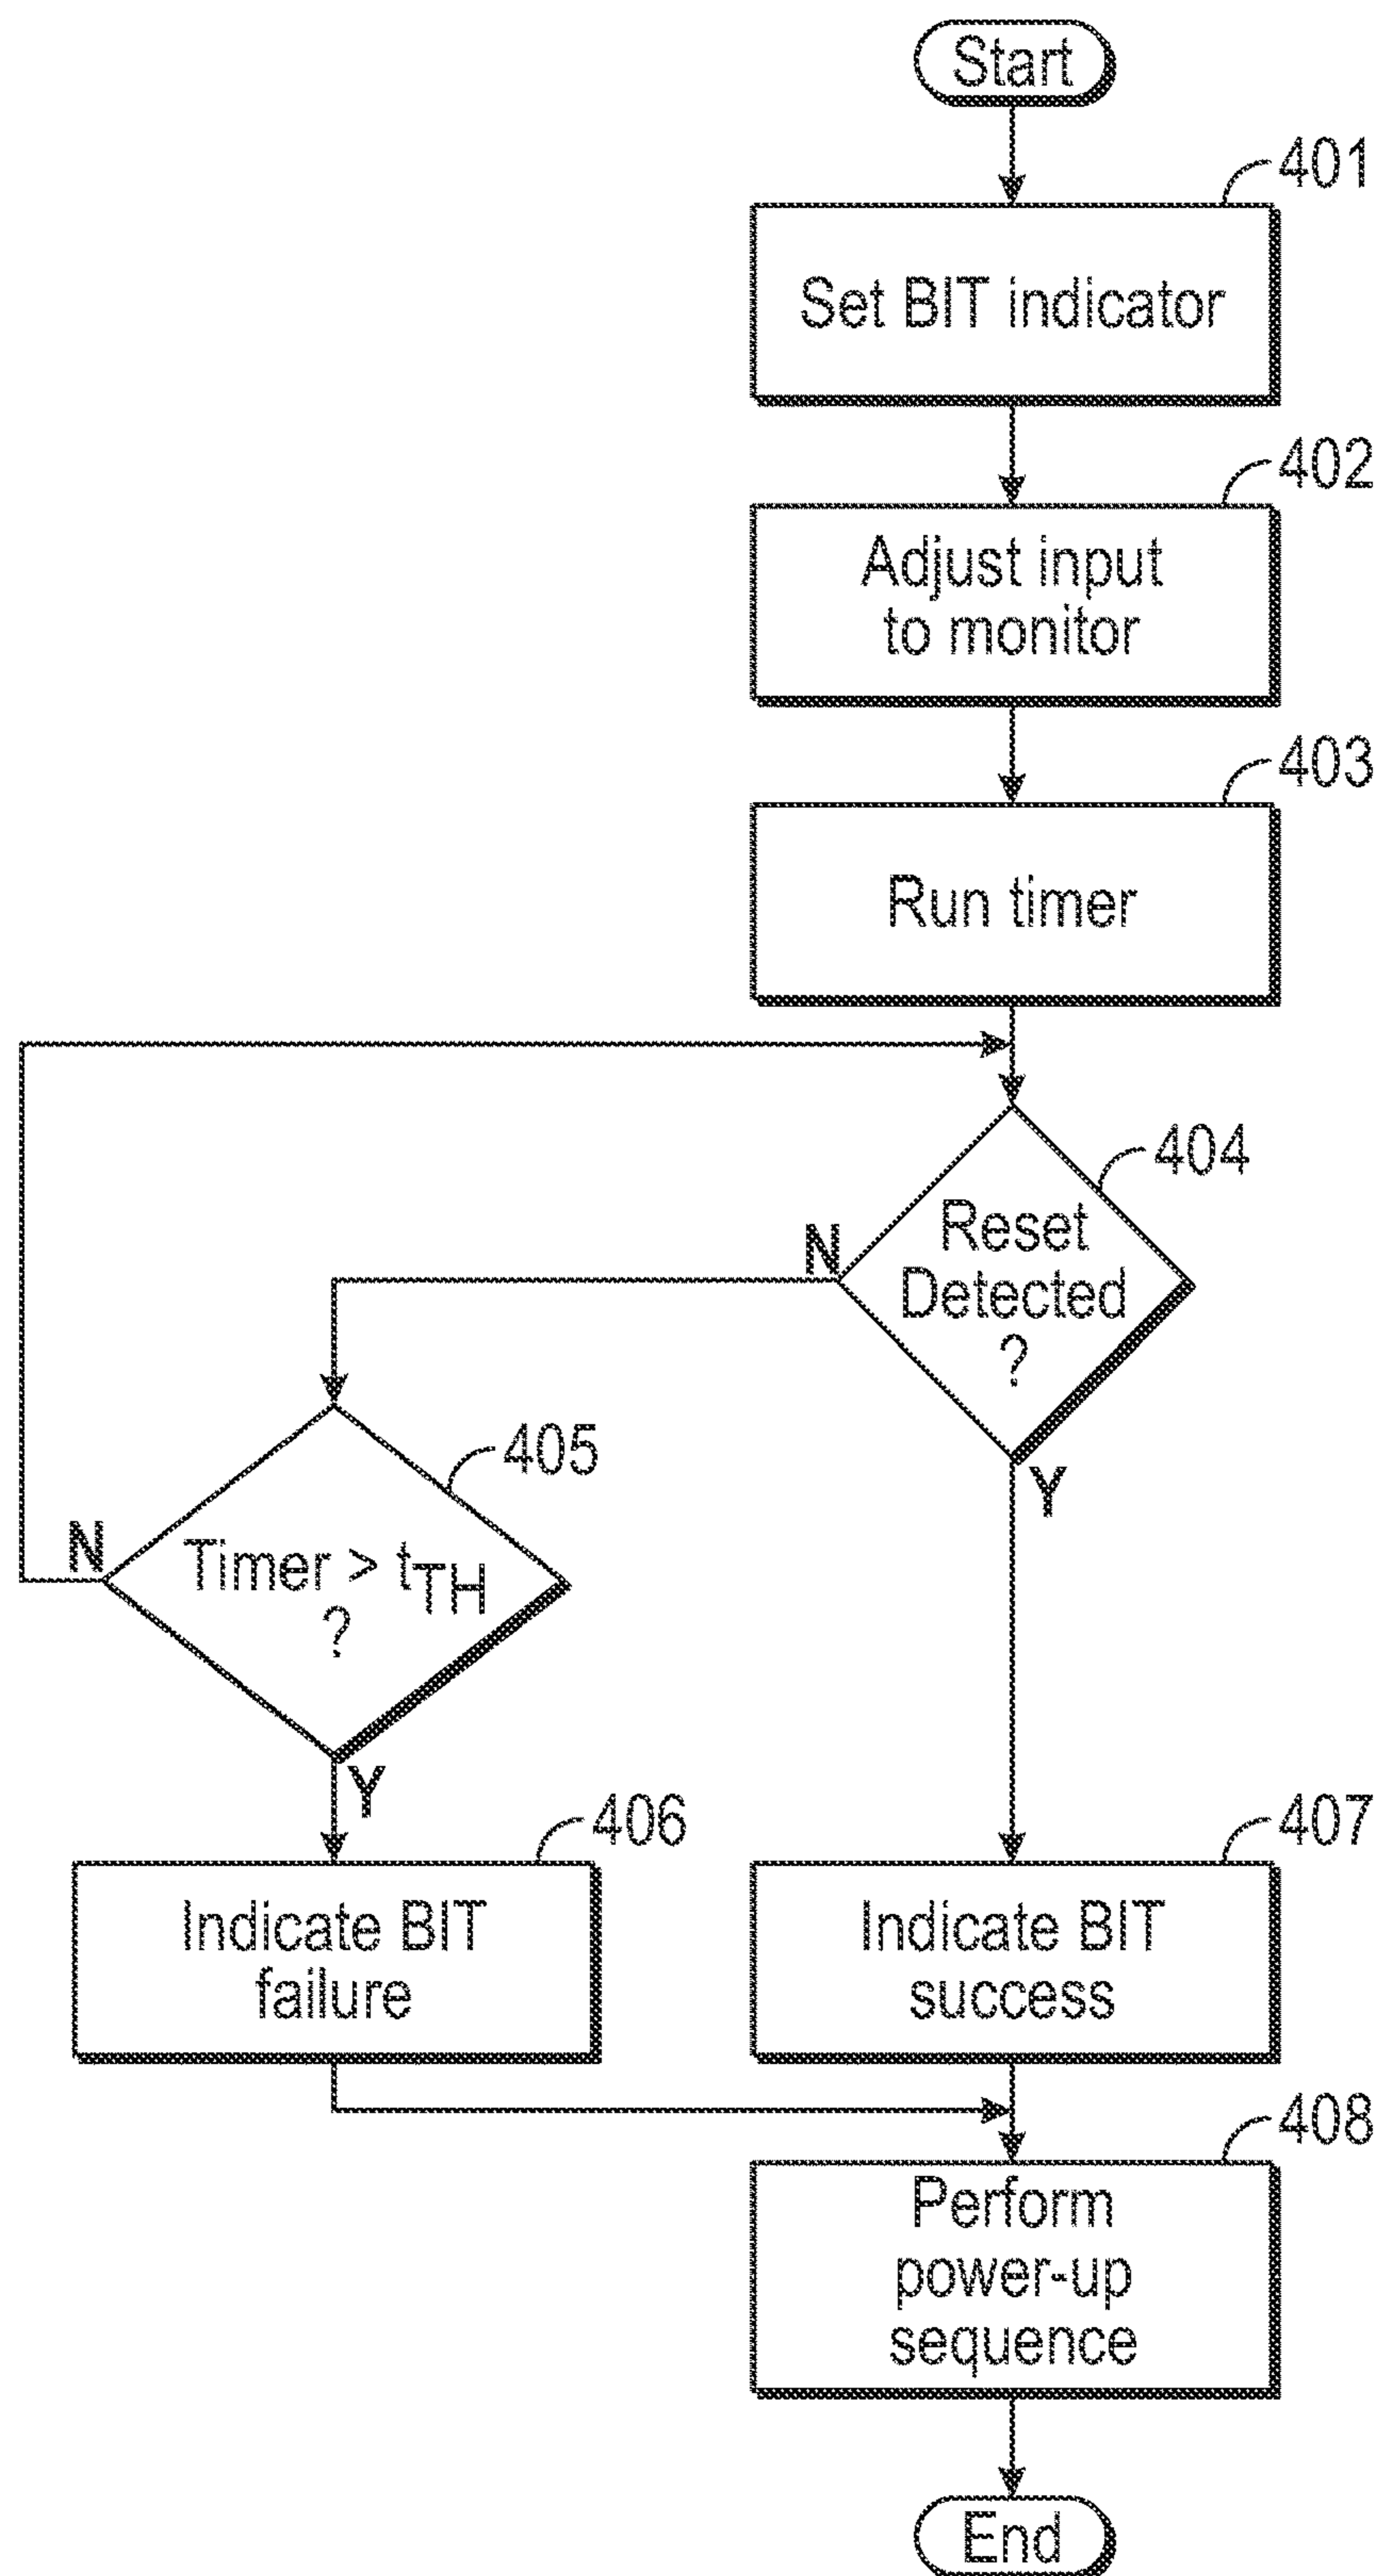 Start
401
Set BIT indicator
402
Adjust input
to monitor
403
Run timer
404
Reset
Detected
?
N
Y
405
Timer > tTH
?
N
Y
406
Indicate BIT
failure
407
Indicate BIT
success
408
Perform
power-up
sequence
End